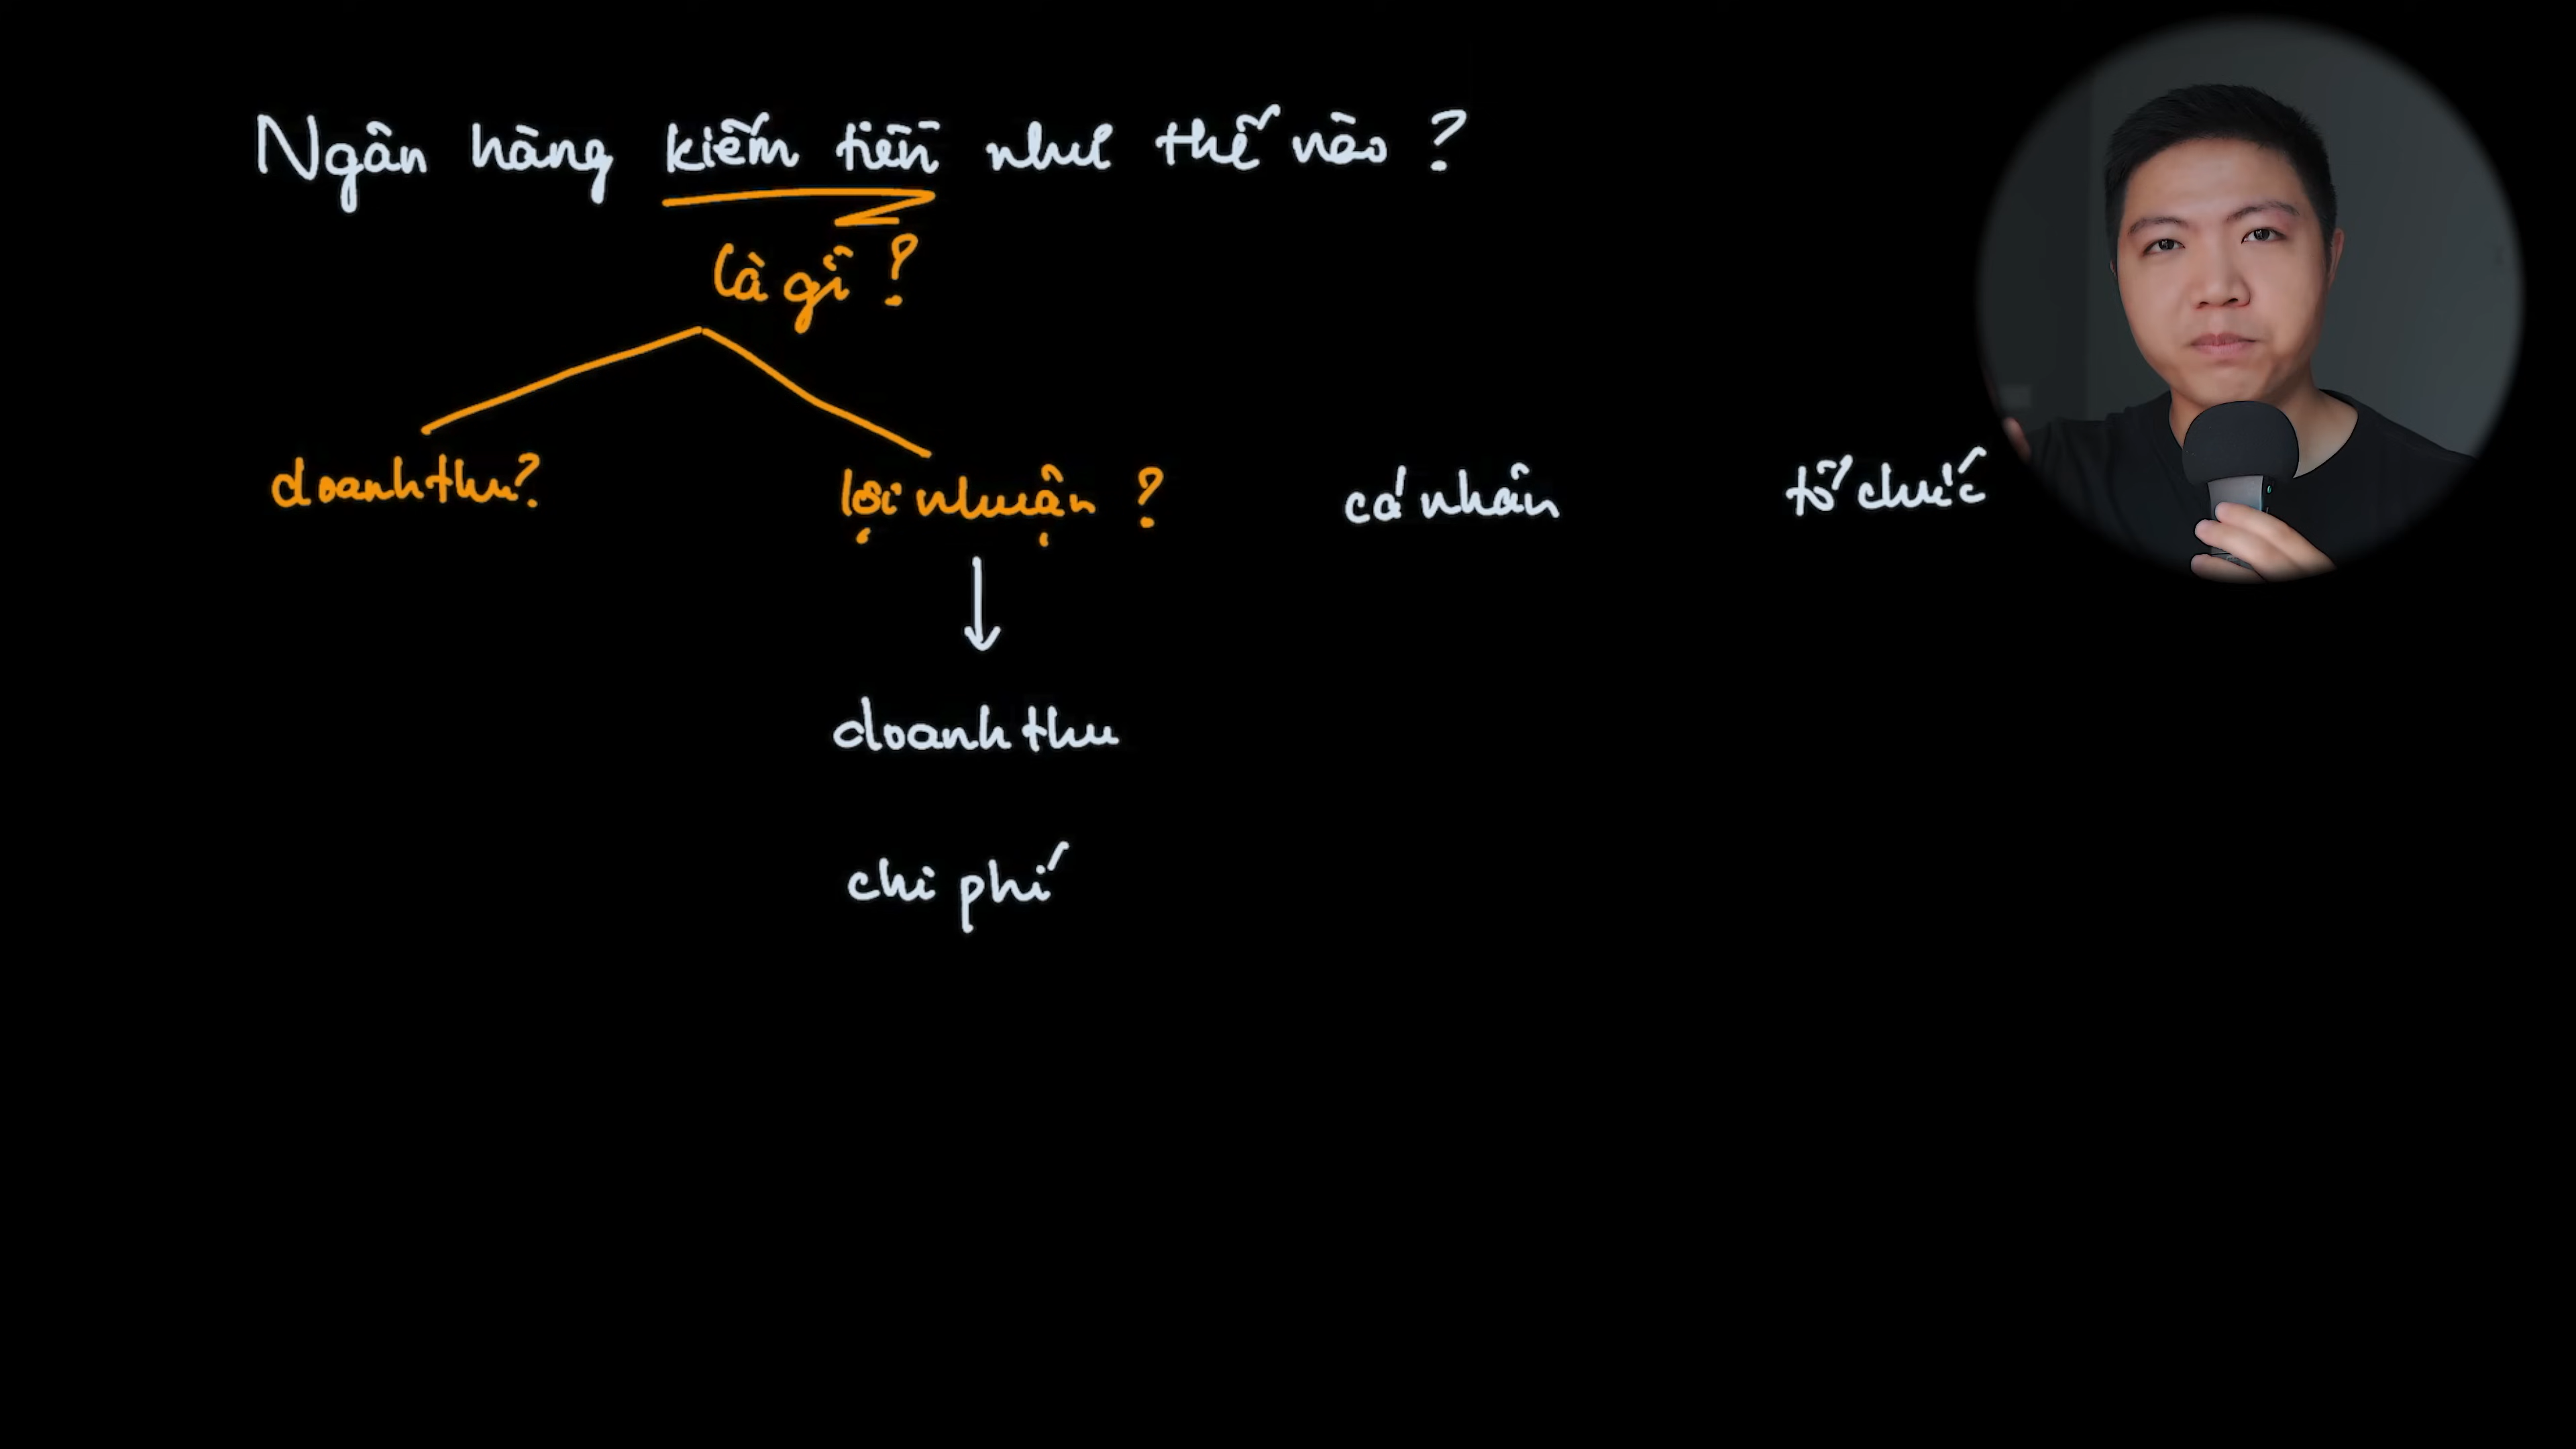 Ngân hàng kiếm tiền như thế nào ?
là gì ?
doanh thu?
lợi nhuận ?
cá nhân
tổ chức
doanh thu
chi phí